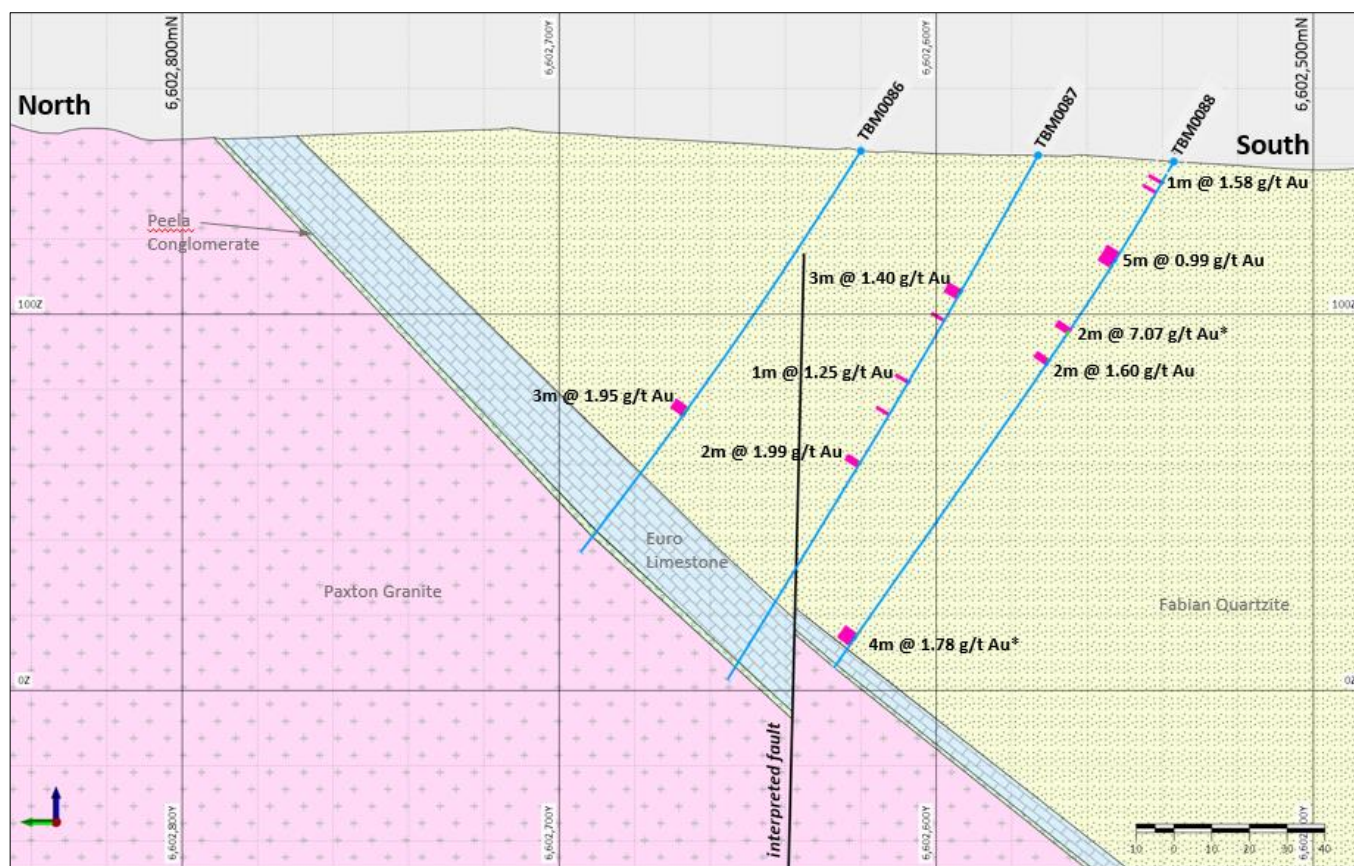 6,602,800mN
6,602,700Y
6,602,600Y
6,602,500mN
North
South
TBM0086
TBM0087
TBM0088
1m @ 1.58 g/t Au
Peela
Conglomerate
5m @ 0.99 g/t Au
3m @ 1.40 g/t Au
100Z
100Z
2m @ 7.07 g/t Au*
1m @ 1.25 g/t Au
2m @ 1.60 g/t Au
3m @ 1.95 g/t Au
2m @ 1.99 g/t Au
Euro
Limestone
Paxton Granite
Fabian Quartzite
4m @ 1.78 g/t Au*
0Z
interpreted fault
6,602,800Y
6,602,700Y
6,602,600Y
10 0 10 20 30 40